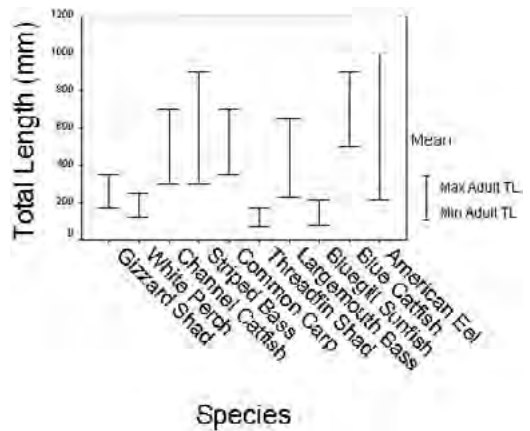 Total Length (mm)
1200
1000
800
600
400
200
0
Gizzard Shad
White Perch
Channel Catfish
Striped Bass
Common Carp
Threadfin Shad
Largemouth Bass
Bluegill Sunfish
Blue Catfish
American Eel
Species
Mean
Max Adult TL
Min Adult TL